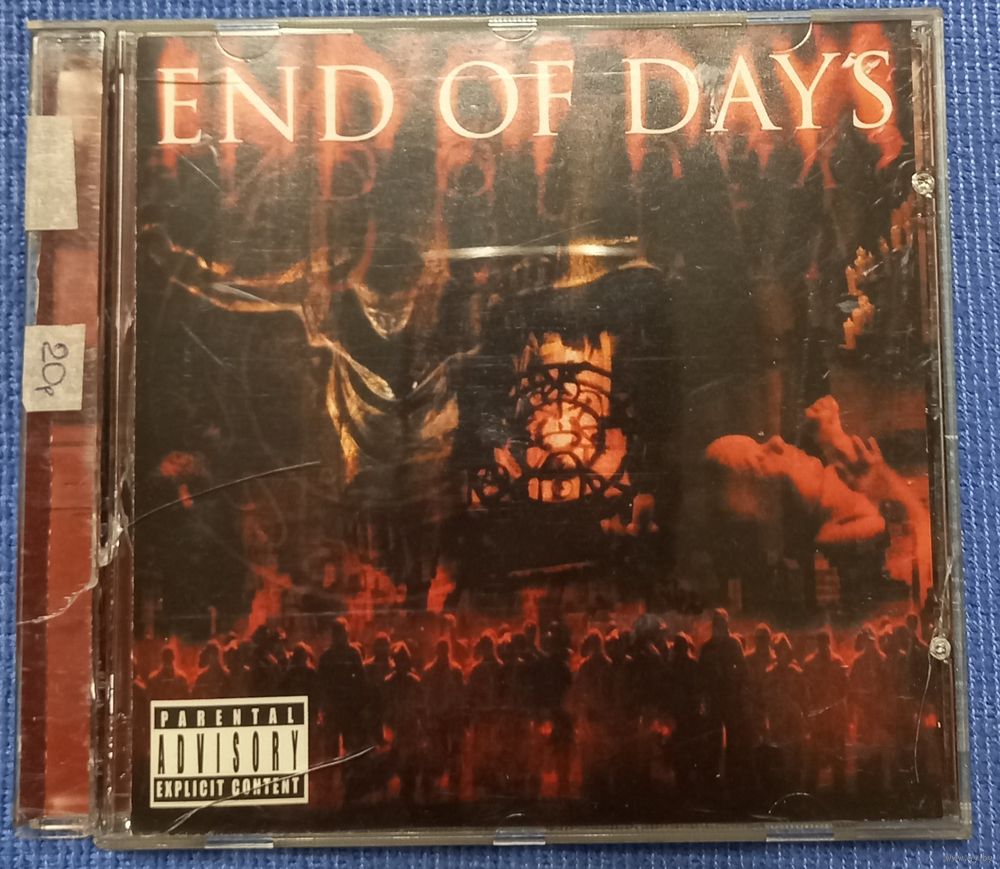 END OF DAYS
20р
PARENTAL
ADVISORY
EXPLICIT CONTENT